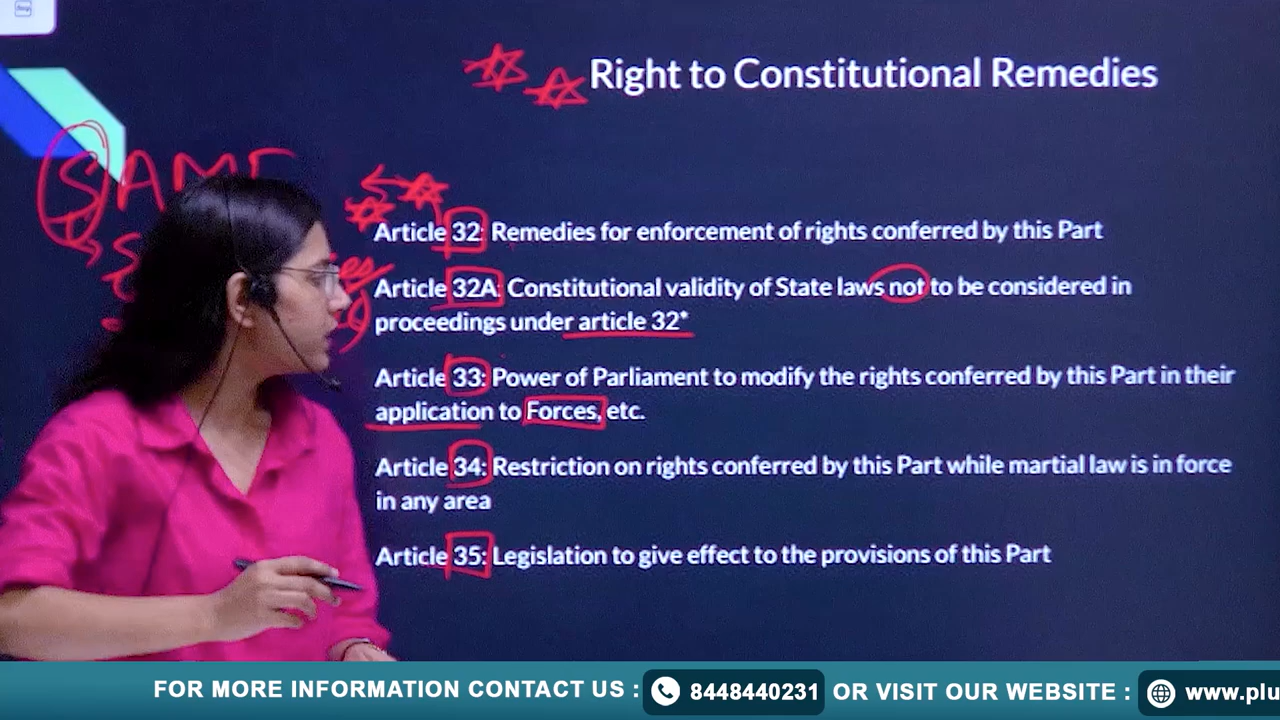 Right to Constitutional Remedies
SAME
Article 32: Remedies for enforcement of rights conferred by this Part
Article 32A: Constitutional validity of State laws not to be considered in
proceedings under article 32*
Article 33: Power of Parliament to modify the rights conferred by this Part in their
application to Forces, etc.
Article 34: Restriction on rights conferred by this Part while martial law is in force
in any area
Article 35: Legislation to give effect to the provisions of this Part
FOR MORE INFORMATION CONTACT US : 8448440231 OR VISIT OUR WEBSITE : www.plu